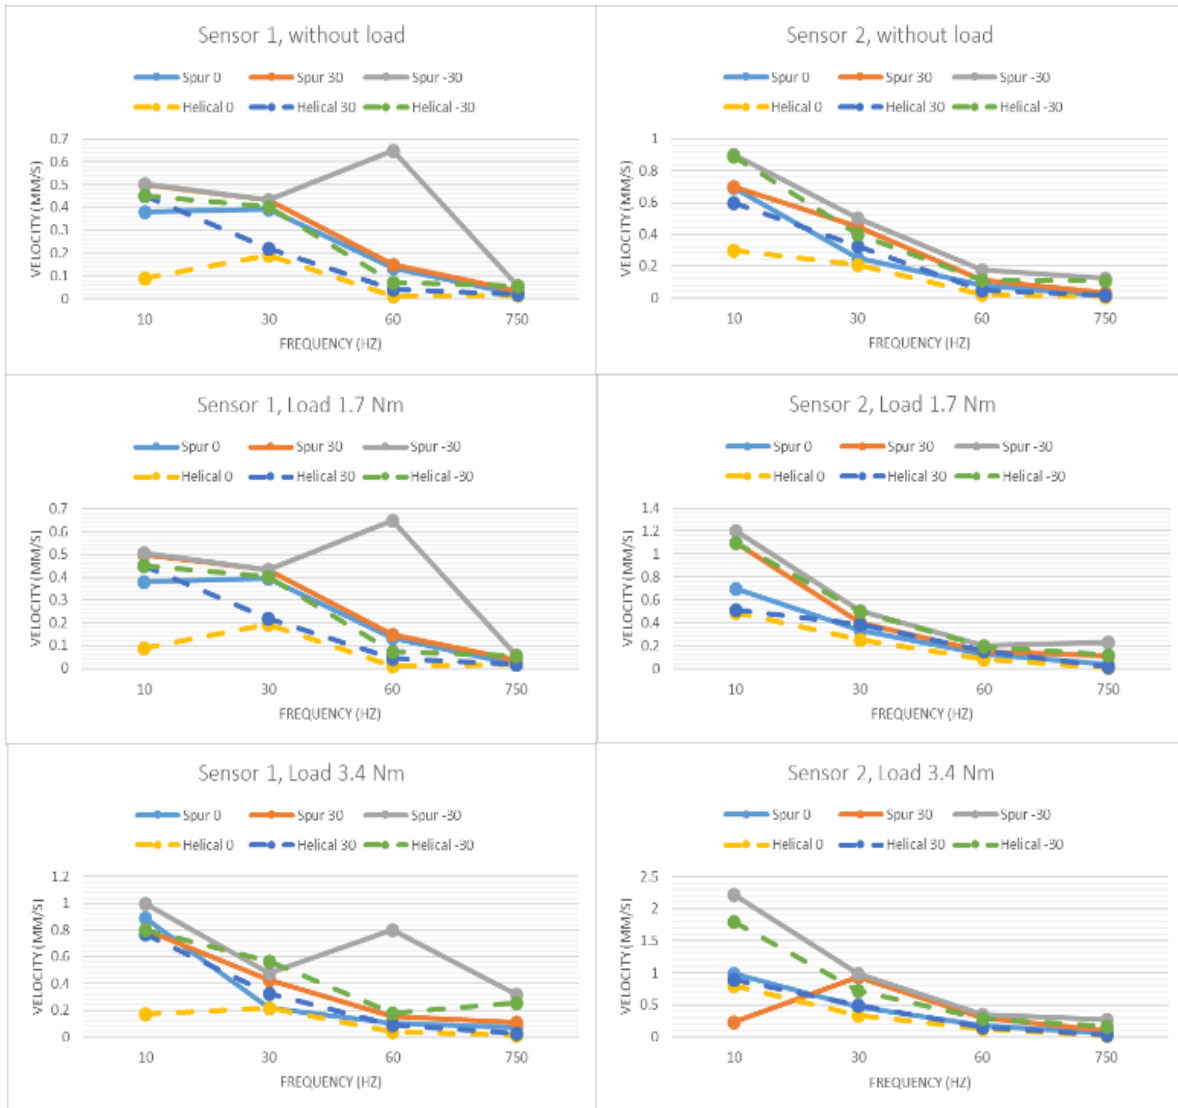 Sensor 1, without load
Spur 0 Spur 30 Spur -30
Helical 0 Helical 30 Helical -30
VELOCITY (MM/S)
0.7
0.6
0.5
0.4
0.3
0.2
0.1
0
10 30 60 750
FREQUENCY (HZ)
Sensor 2, without load
Spur 0 Spur 30 Spur -30
Helical 0 Helical 30 Helical -30
VELOCITY (MM/S)
1
0.8
0.6
0.4
0.2
0
10 30 60 750
FREQUENCY (HZ)
Sensor 1, Load 1.7 Nm
Spur 0 Spur 30 Spur -30
Helical 0 Helical 30 Helical -30
VELOCITY (MM/S)
0.7
0.6
0.5
0.4
0.3
0.2
0.1
0
10 30 60 750
FREQUENCY (HZ)
Sensor 2, Load 1.7 Nm
Spur 0 Spur 30 Spur -30
Helical 0 Helical 30 Helical -30
VELOCITY (MM/S)
1.4
1.2
1
0.8
0.6
0.4
0.2
0
10 30 60 750
FREQUENCY (HZ)
Sensor 1, Load 3.4 Nm
Spur 0 Spur 30 Spur -30
Helical 0 Helical 30 Helical -30
VELOCITY (MM/S)
1.2
1
0.8
0.6
0.4
0.2
0
10 30 60 750
FREQUENCY (HZ)
Sensor 2, Load 3.4 Nm
Spur 0 Spur 30 Spur -30
Helical 0 Helical 30 Helical -30
VELOCITY (MM/S)
2.5
2
1.5
1
0.5
0
10 30 60 750
FREQUENCY (HZ)